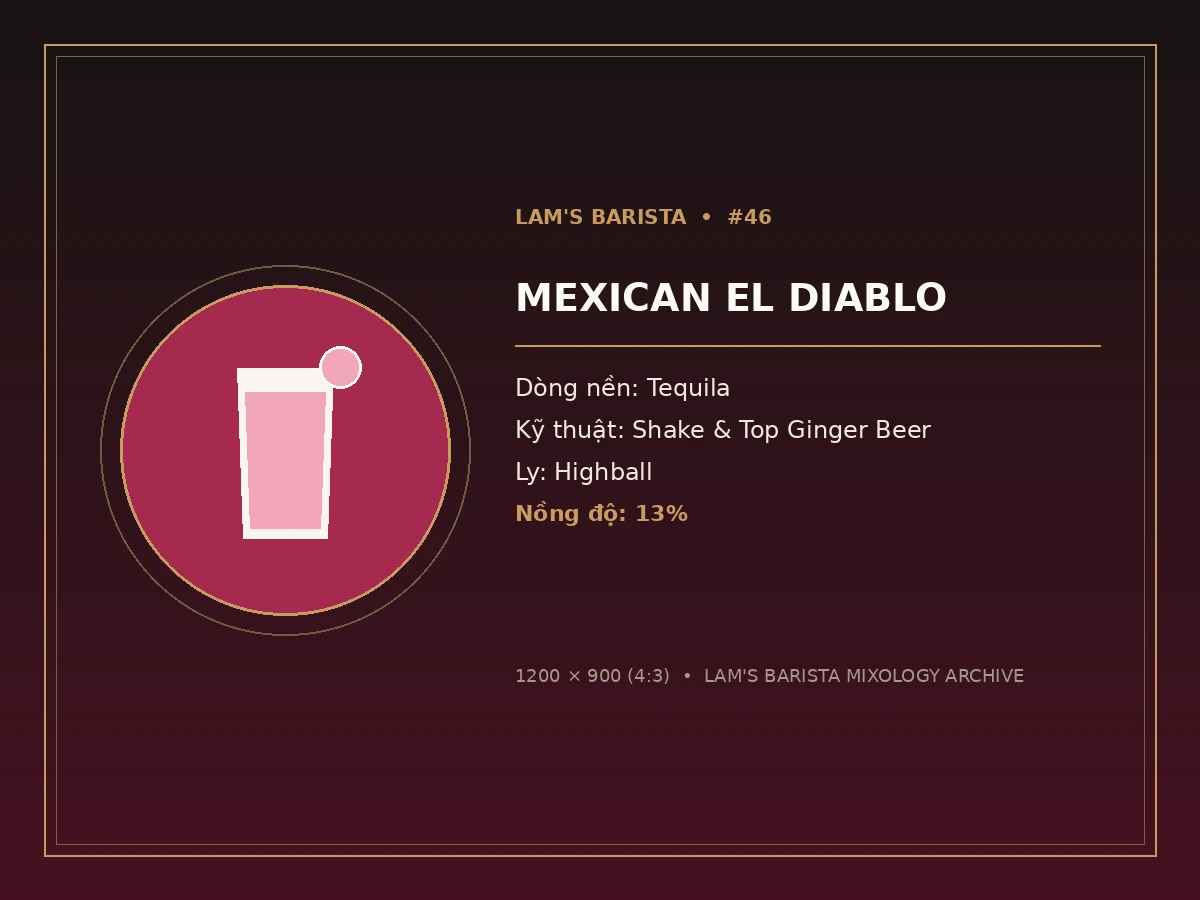 LAM'S BARISTA • #46
MEXICAN EL DIABLO
Dòng nền: Tequila
Kỹ thuật: Shake & Top Ginger Beer
Ly: Highball
Nồng độ: 13%
1200 × 900 (4:3) • LAM'S BARISTA MIXOLOGY ARCHIVE